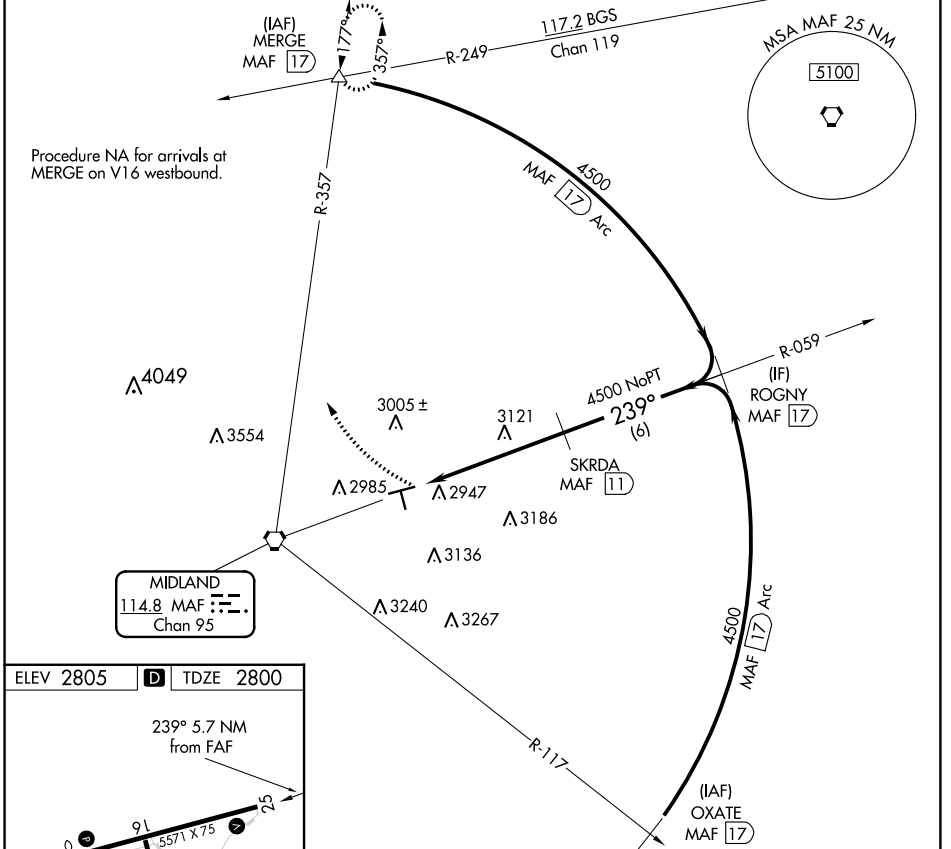 (IAF)
MERGE
MAF 17
177°
357°
R-249
117.2 BGS
Chan 119
MSA MAF 25 NM
5100
Procedure NA for arrivals at
MERGE on V16 westbound.
R-357
4500
MAF 17 Arc
R-059
(IF)
ROGNY
MAF 17
4500 NoPT
239°
(6)
4049
3554
3005 ±
3121
SKRDA
MAF 11
2985
2947
3186
3136
3240
3267
MIDLAND
114.8 MAF
Chan 95
4500
MAF 17 Arc
R-117
(IAF)
OXATE
MAF 17
ELEV 2805
D
TDZE 2800
239° 5.7 NM
from FAF
25
16
5571 X 75
P
V